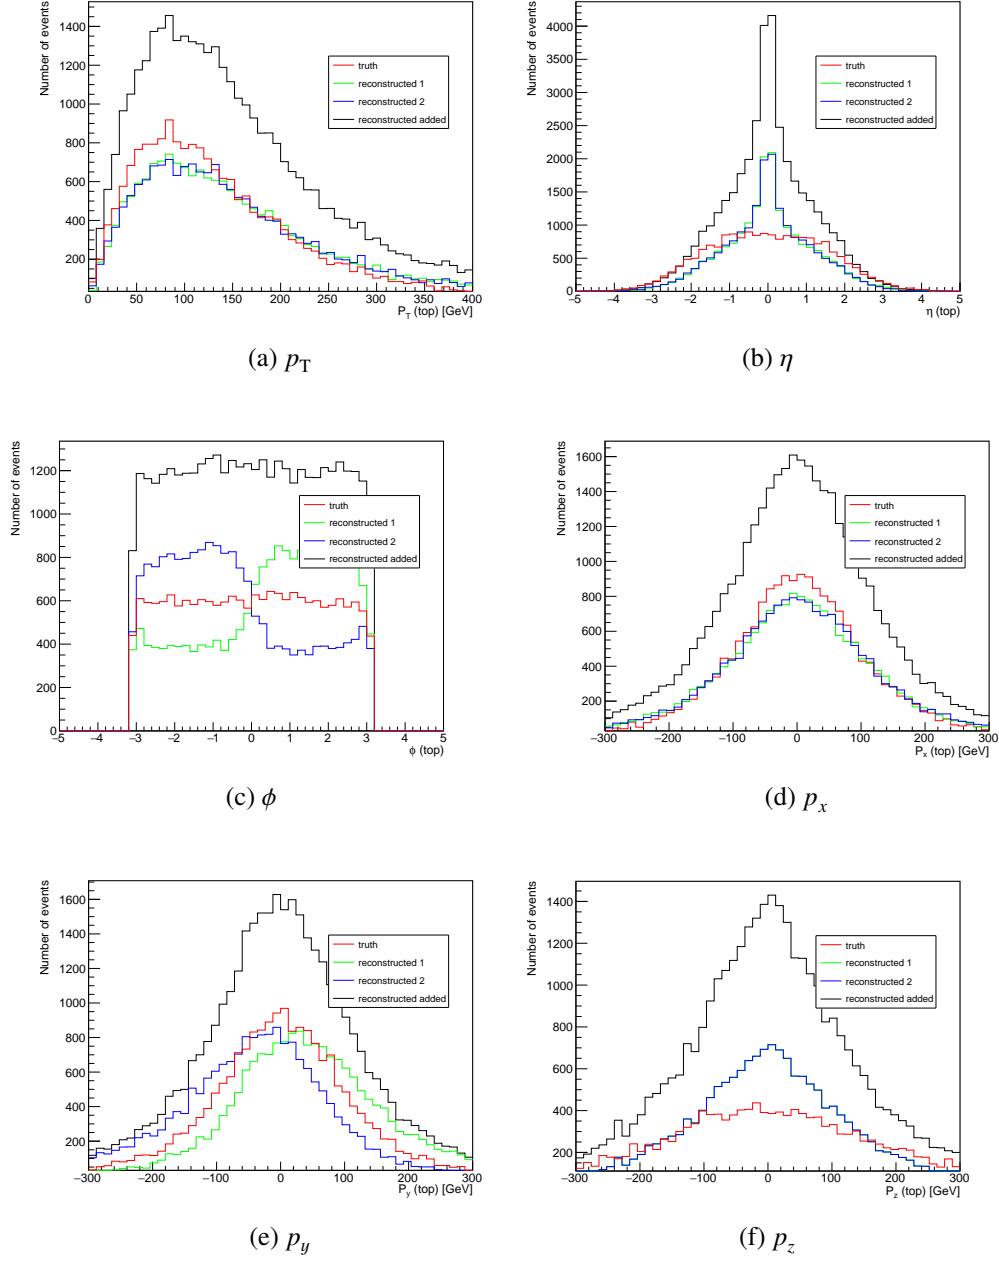 Number of events
1400
1200
1000
800
600
400
200
0 50 100 150 200 250 300 350 400
P_T (top) [GeV]
truth
reconstructed 1
reconstructed 2
reconstructed added
(a) p_T
Number of events
4000
3500
3000
2500
2000
1500
1000
500
0
−5 −4 −3 −2 −1 0 1 2 3 4 5
η (top)
truth
reconstructed 1
reconstructed 2
reconstructed added
(b) η
Number of events
1200
1000
800
600
400
200
0
−5 −4 −3 −2 −1 0 1 2 3 4 5
ϕ (top)
truth
reconstructed 1
reconstructed 2
reconstructed added
(c) ϕ
Number of events
1600
1400
1200
1000
800
600
400
200
−300 −200 −100 0 100 200 300
P_x (top) [GeV]
truth
reconstructed 1
reconstructed 2
reconstructed added
(d) p_x
Number of events
1600
1400
1200
1000
800
600
400
200
−300 −200 −100 0 100 200 300
P_y (top) [GeV]
truth
reconstructed 1
reconstructed 2
reconstructed added
(e) p_y
Number of events
1400
1200
1000
800
600
400
200
−300 −200 −100 0 100 200 300
P_z (top) [GeV]
truth
reconstructed 1
reconstructed 2
reconstructed added
(f) p_z